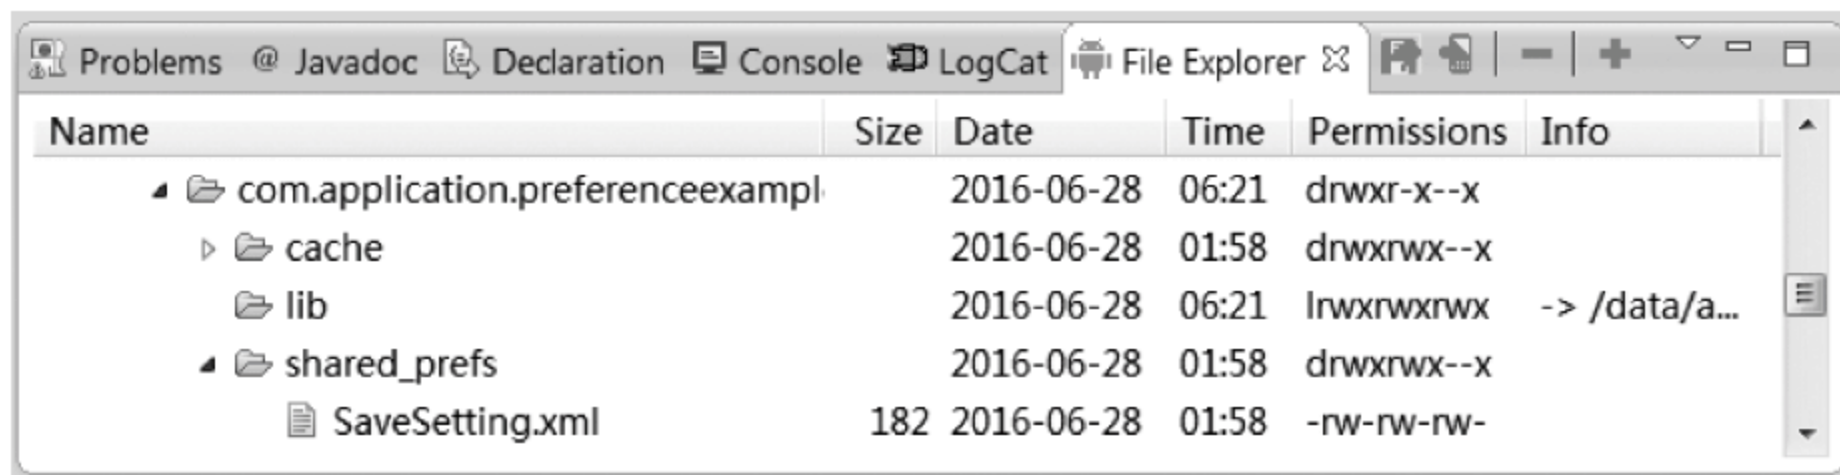 Problems @ Javadoc Declaration Console LogCat File Explorer
Name Size Date Time Permissions Info
com.application.preferenceexampl 2016-06-28 06:21 drwxr-x--x
cache 2016-06-28 01:58 drwxrwx--x
lib 2016-06-28 06:21 lrwxrwxrwx -> /data/a...
shared_prefs 2016-06-28 01:58 drwxrwx--x
SaveSetting.xml 182 2016-06-28 01:58 -rw-rw-rw-